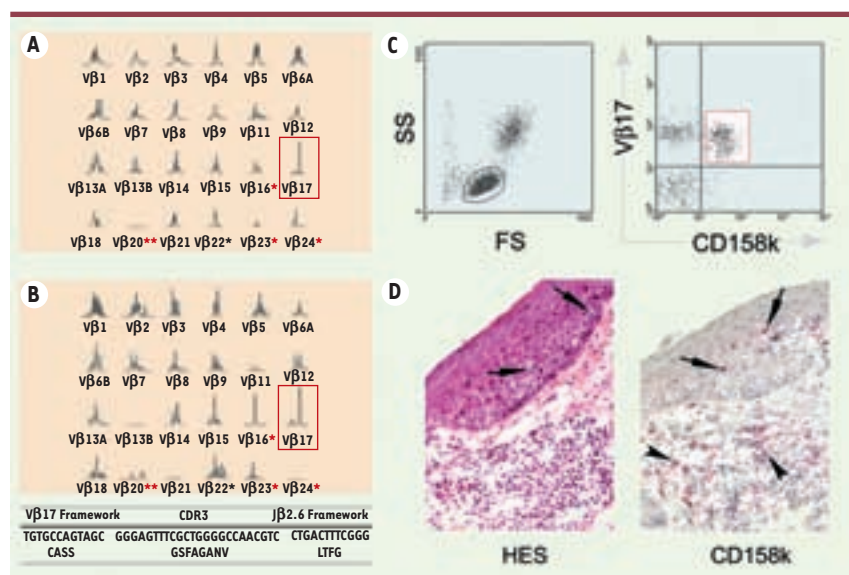 A
Vβ1 Vβ2 Vβ3 Vβ4 Vβ5 Vβ6A
Vβ6B Vβ7 Vβ8 Vβ9 Vβ11 Vβ12
Vβ13A Vβ13B Vβ14 Vβ15 Vβ16* Vβ17
Vβ18 Vβ20** Vβ21 Vβ22* Vβ23* Vβ24*
B
Vβ1 Vβ2 Vβ3 Vβ4 Vβ5 Vβ6A
Vβ6B Vβ7 Vβ8 Vβ9 Vβ11 Vβ12
Vβ13A Vβ13B Vβ14 Vβ15 Vβ16* Vβ17
Vβ18 Vβ20** Vβ21 Vβ22* Vβ23* Vβ24*
Vβ17 Framework CDR3 Jβ2.6 Framework
TGTGCCAGTAGC GGGAGTTTCGCTGGGGCCAACGTC CTGACTTTCGGG
CASS GSFAGANV LTFG
C
SS
FS
Vβ17
CD158k
D
HES
CD158k